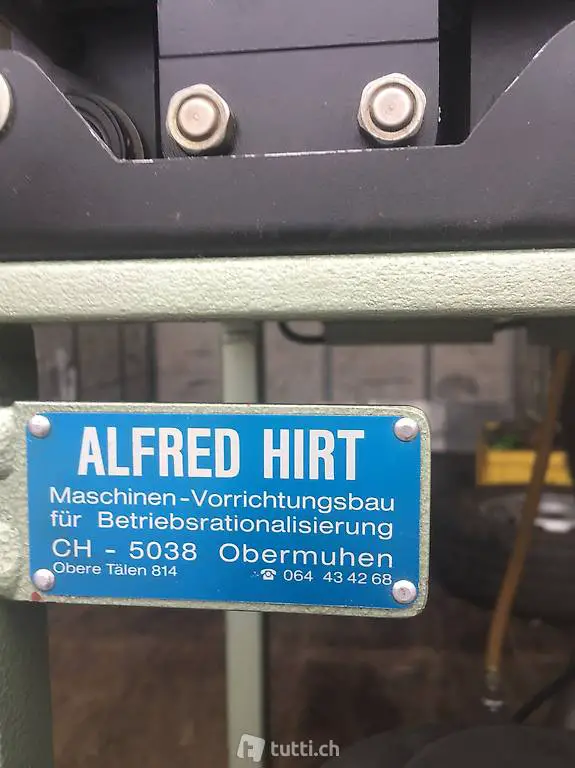 ALFRED HIRT
Maschinen-Vorrichtungsbau
für Betriebsrationalisierung
CH - 5038 Obermuhen
Obere Tälen 814 ☎ 064 43 42 68
tutti.ch